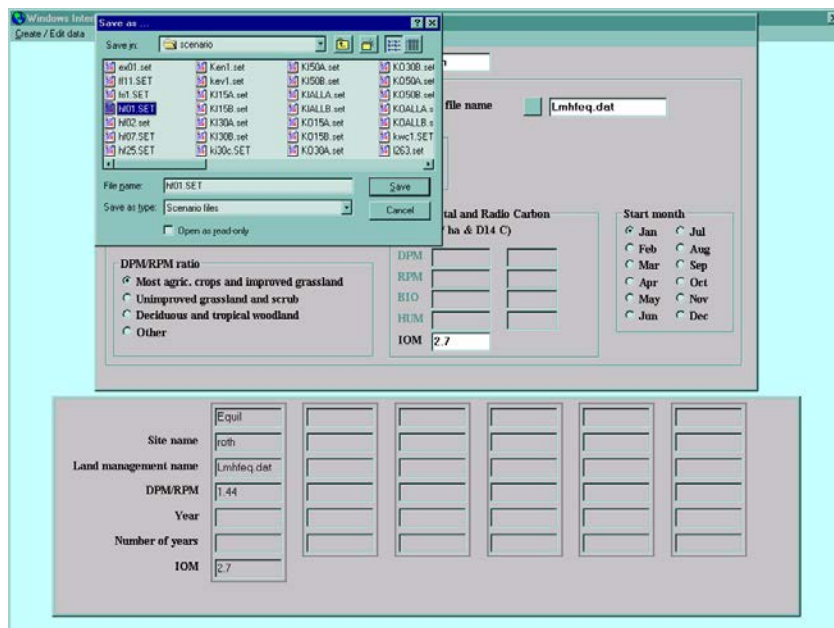 Windows Inter
Create / Edit data
Save as ...
Save in: scenario
ex01.set Ken1.set KI50A.set KO30B.set
ff11.SET kev1.set KI50B.set KO50A.set
fri1.SET KI15A.set KIALLA.set KO50B.set
hf01.SET KI15B.set KIALLB.set KOALLA.s
hf02.set KI30A.set KO15A.set KOALLB.s
hf07.SET KI30B.set KO15B.set kwc1.SET
hf25.SET ki30c.SET KO30A.set l263.set
File name: hf01.SET Save
Save as type: Scenario files Cancel
Open as read-only
file name Lmhfeq.dat
tal and Radio Carbon
ha & D14 C)
DPM
RPM
BIO
HUM
IOM 2.7
Start month
Jan Jul
Feb Aug
Mar Sep
Apr Oct
May Nov
Jun Dec
DPM/RPM ratio
Most agric. crops and improved grassland
Unimproved grassland and scrub
Deciduous and tropical woodland
Other
Equil
Site name roth
Land management name Lmhfeq.dat
DPM/RPM 1.44
Year
Number of years
IOM 2.7